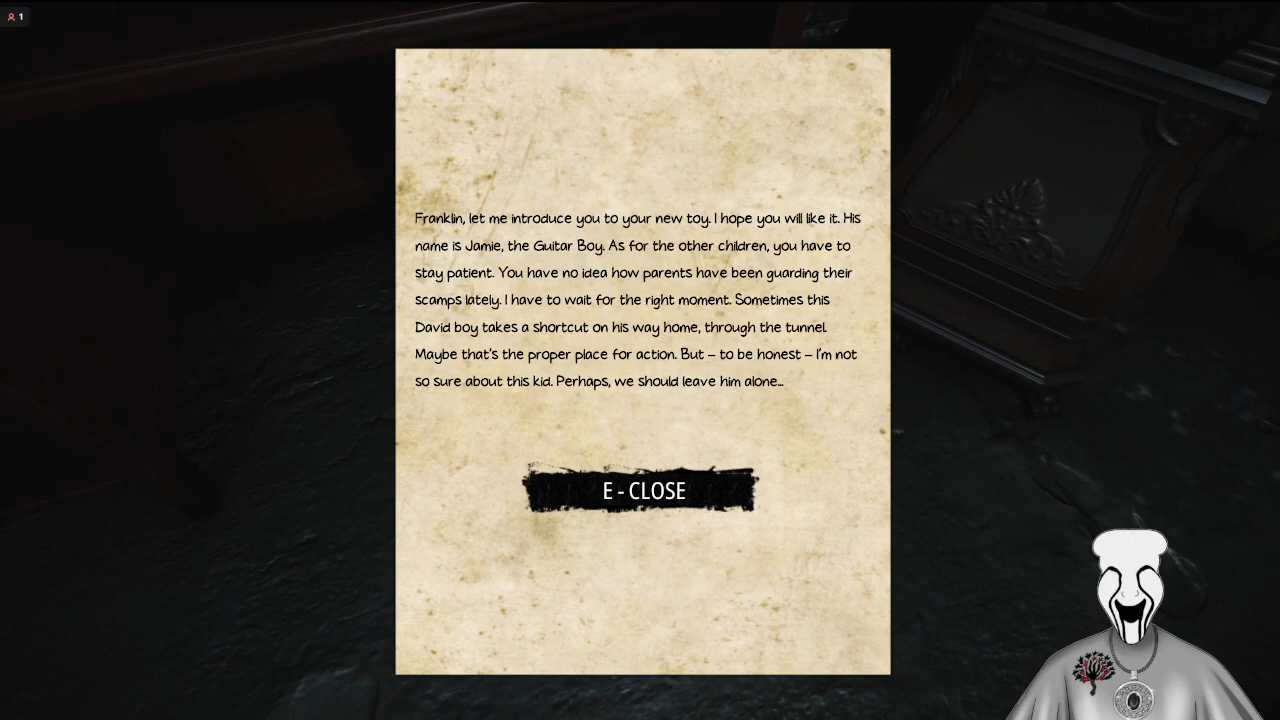 1
Franklin, let me introduce you to your new toy. I hope you will like it. His
name is Jamie, the Guitar Boy. As for the other children, you have to
stay patient. You have no idea how parents have been guarding their
scamps lately. I have to wait for the right moment. Sometimes this
David boy takes a shortcut on his way home, through the tunnel.
Maybe that's the proper place for action. But – to be honest – I'm not
so sure about this kid. Perhaps, we should leave him alone...
E - CLOSE